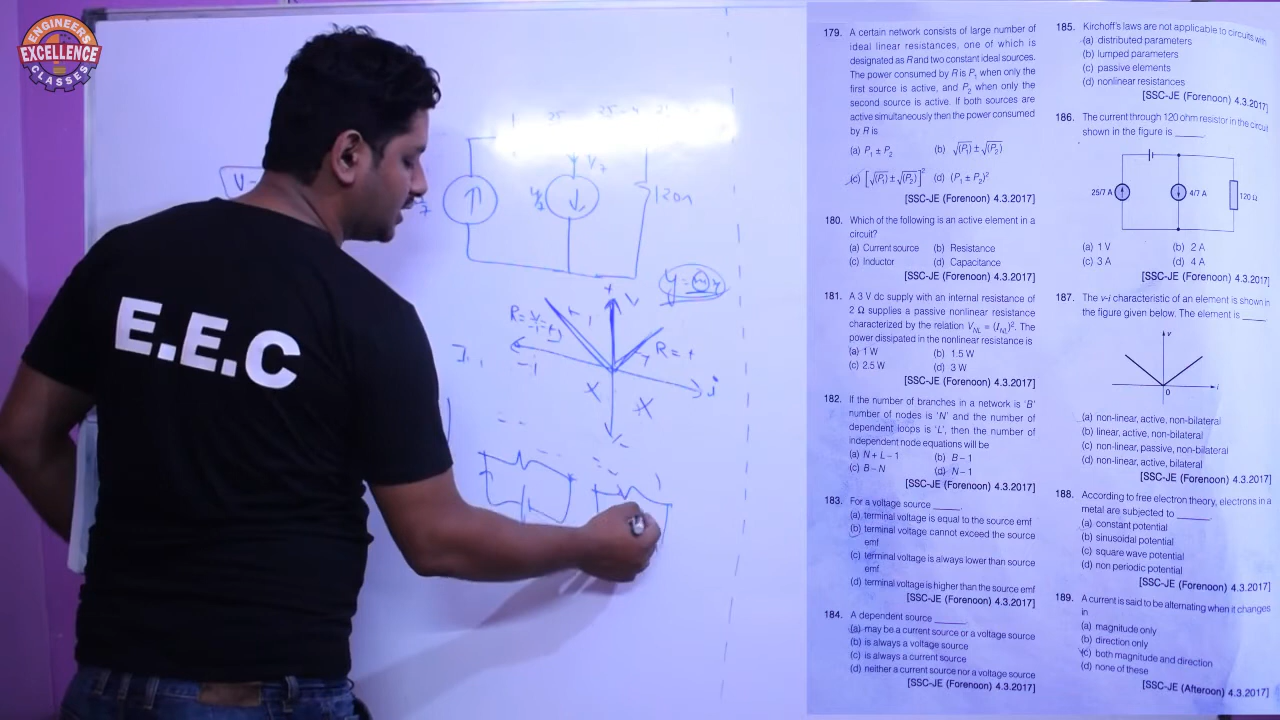 ENGINEERS
EXCELLENCE
CLASSES
E.E.C
V7
120Ω
R=
R=+
-1
i
179. A certain network consists of large number of
ideal linear resistances, one of which is
designated as R and two constant ideal sources.
The power consumed by R is P₁ when only the
first source is active, and P₂ when only the
second source is active. If both sources are
active simultaneously then the power consumed
by R is
(a) P₁ ± P₂ (b) √(P₁) ± √(P₂)
(c) [√(P₁) ± √(P₂)]² (d) (P₁ ± P₂)²
[SSC-JE (Forenoon) 4.3.2017]
180. Which of the following is an active element in a
circuit?
(a) Current source (b) Resistance
(c) Inductor (d) Capacitance
[SSC-JE (Forenoon) 4.3.2017]
181. A 3 V dc supply with an internal resistance of
2 Ω supplies a passive nonlinear resistance
characterized by the relation V_NL = (I_NL)². The
power dissipated in the nonlinear resistance is
(a) 1 W (b) 1.5 W
(c) 2.5 W (d) 3 W
[SSC-JE (Forenoon) 4.3.2017]
182. If the number of branches in a network is 'B'
number of nodes is 'N' and the number of
dependent loops is 'L', then the number of
independent node equations will be
(a) N + L - 1 (b) B - 1
(c) B - N (d) N - 1
[SSC-JE (Forenoon) 4.3.2017]
183. For a voltage source _____.
(a) terminal voltage is equal to the source emf
(b) terminal voltage cannot exceed the source
emf
(c) terminal voltage is always lower than source
emf
(d) terminal voltage is higher than the source emf
[SSC-JE (Forenoon) 4.3.2017]
184. A dependent source _____
(a) may be a current source or a voltage source
(b) is always a voltage source
(c) is always a current source
(d) neither a current source nor a voltage source
[SSC-JE (Forenoon) 4.3.2017]
185. Kirchoff's laws are not applicable to circuits with
(a) distributed parameters
(b) lumped parameters
(c) passive elements
(d) nonlinear resistances
[SSC-JE (Forenoon) 4.3.2017]
186. The current through 120 ohm resistor in the circuit
shown in the figure is _____.
25/7 A 4/7 A 120 Ω
(a) 1 V (b) 2 A
(c) 3 A (d) 4 A
[SSC-JE (Forenoon) 4.3.2017]
187. The v-i characteristic of an element is shown in
the figure given below. The element is ____
v
i
0
(a) non-linear, active, non-bilateral
(b) linear, active, non-bilateral
(c) non-linear, passive, non-bilateral
(d) non-linear, active, bilateral
[SSC-JE (Forenoon) 4.3.2017]
188. According to free electron theory, electrons in a
metal are subjected to _____.
(a) constant potential
(b) sinusoidal potential
(c) square wave potential
(d) non periodic potential
[SSC-JE (Forenoon) 4.3.2017]
189. A current is said to be alternating when it changes
in
(a) magnitude only
(b) direction only
(c) both magnitude and direction
(d) none of these
[SSC-JE (Afteroon) 4.3.2017]